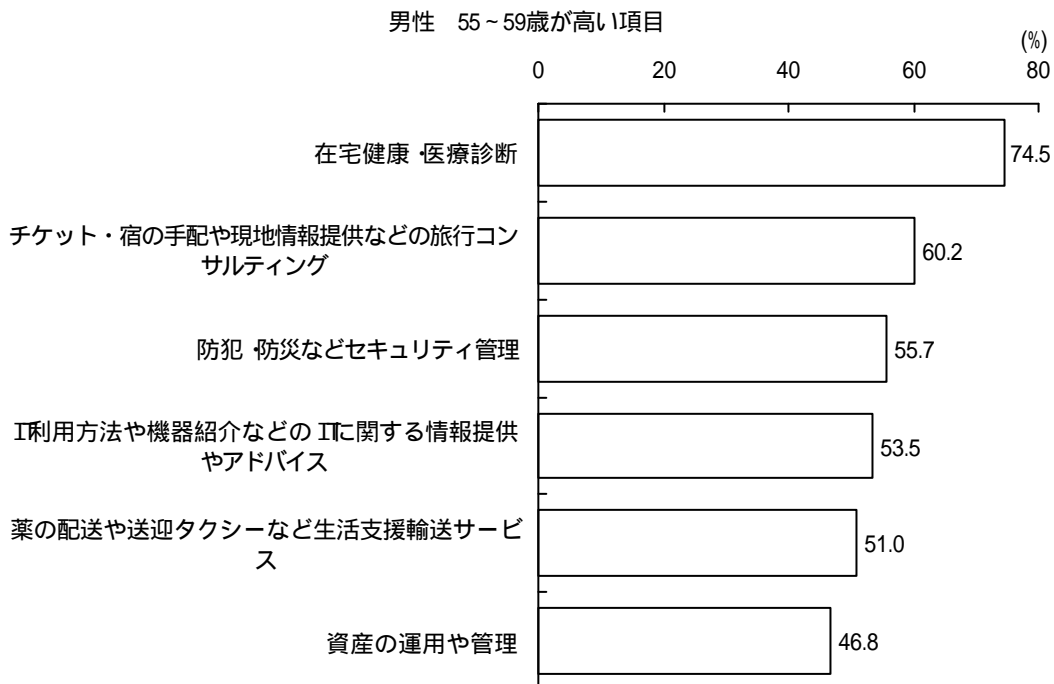 男性　55～59歳が高い項目
(%)
0 20 40 60 80
在宅健康・医療診断
74.5
チケット・宿の手配や現地情報提供などの旅行コン
サルティング
60.2
防犯・防災などセキュリティ管理
55.7
IT利用方法や機器紹介などのITに関する情報提供
やアドバイス
53.5
薬の配送や送迎タクシーなど生活支援輸送サービ
ス
51.0
資産の運用や管理
46.8